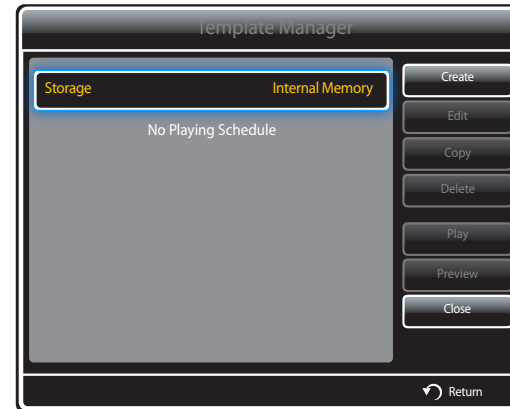 Template Manager
Storage Internal Memory
No Playing Schedule
Create
Edit
Copy
Delete
Play
Preview
Close
Return